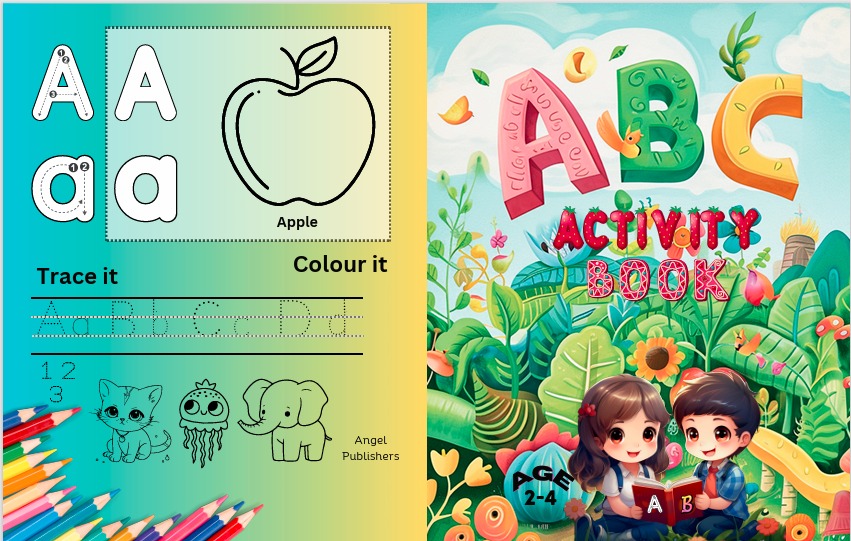 A A
a a
Apple
Trace it
Colour it
Aa Bb Cc Dd
1 2
3
Angel
Publishers
ABC
ACTIVITY
BOOK
AGE
2-4
A B